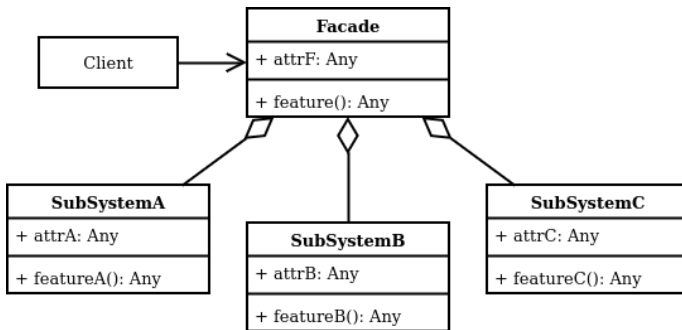 Facade
+ attrF: Any
+ feature(): Any
Client
SubSystemA
+ attrA: Any
+ featureA(): Any
SubSystemB
+ attrB: Any
+ featureB(): Any
SubSystemC
+ attrC: Any
+ featureC(): Any